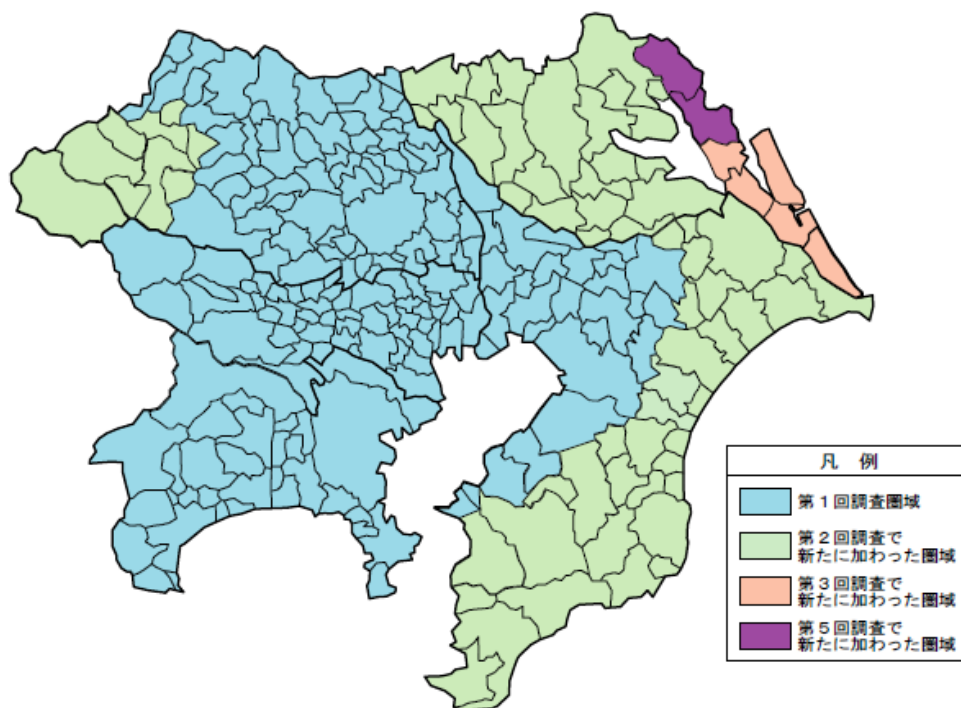 凡 例
第1回調査圏域
第2回調査で
新たに加わった圏域
第3回調査で
新たに加わった圏域
第5回調査で
新たに加わった圏域